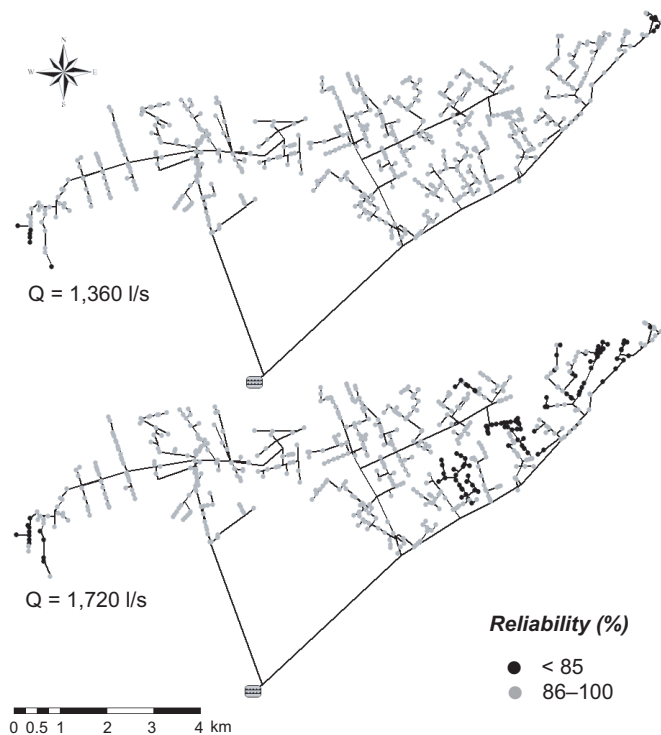 N
W E
S
Q = 1,360 l/s
Q = 1,720 l/s
Reliability (%)
< 85
86–100
0 0.5 1 2 3 4 km